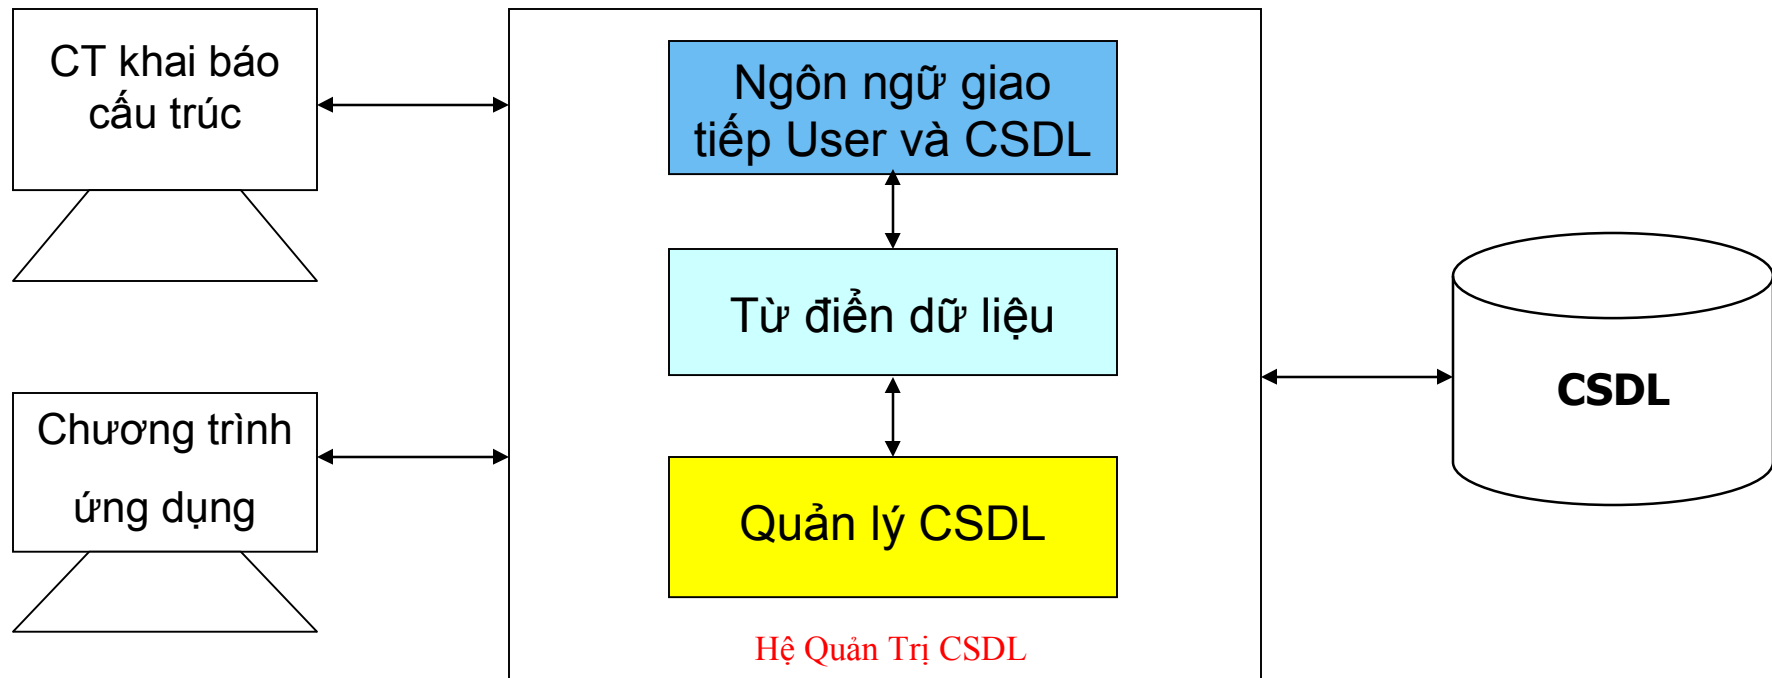 CT khai báo
cấu trúc
Chương trình
ứng dụng
Ngôn ngữ giao
tiếp User và CSDL
Từ điển dữ liệu
Quản lý CSDL
Hệ Quản Trị CSDL
CSDL